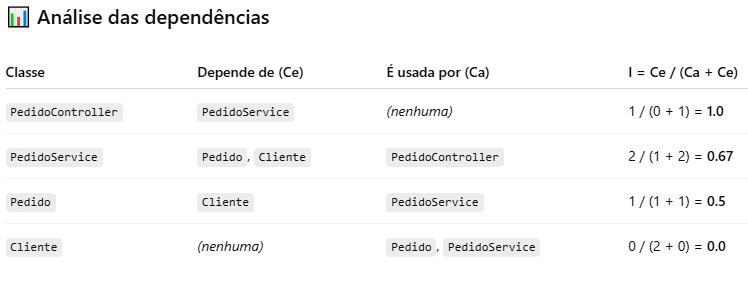 📊 Análise das dependências
Classe Depende de (Ce) É usada por (Ca) I = Ce / (Ca + Ce)
PedidoController PedidoService (nenhuma) 1 / (0 + 1) = 1.0
PedidoService Pedido, Cliente PedidoController 2 / (1 + 2) = 0.67
Pedido Cliente PedidoService 1 / (1 + 1) = 0.5
Cliente (nenhuma) Pedido, PedidoService 0 / (2 + 0) = 0.0